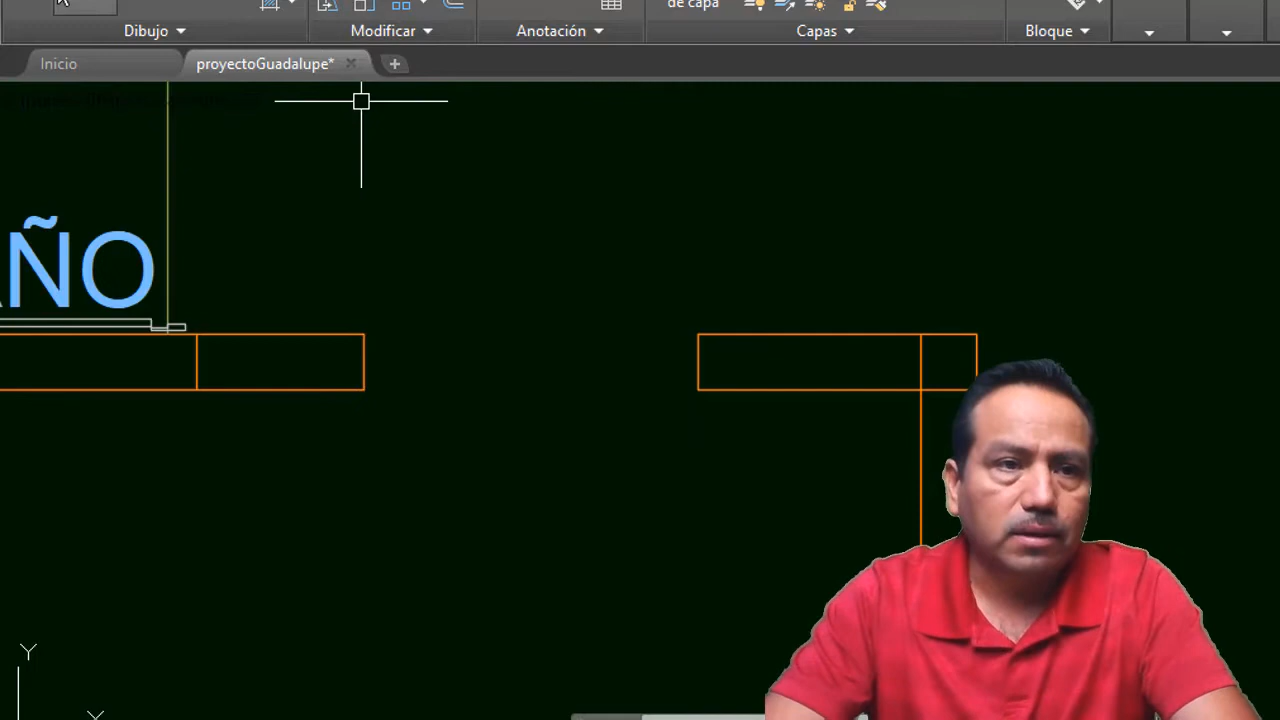 de capa
Dibujo Modificar Anotación Capas Bloque
Inicio proyectoGuadalupe*
ÑO
Y
X